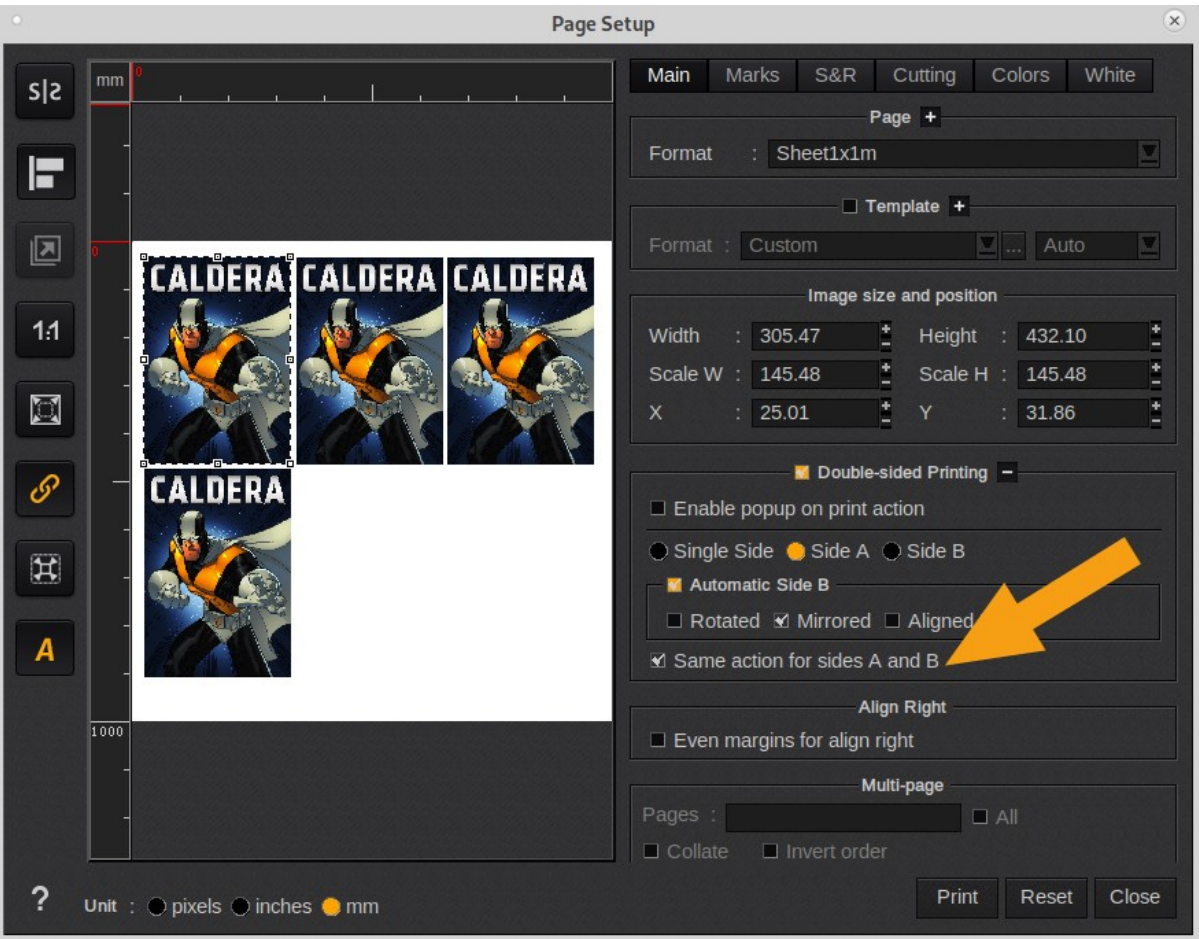 Page Setup
S|S
mm 0
0
1000
1:1
A
?
CALDERA CALDERA CALDERA
CALDERA
Main Marks S&R Cutting Colors White
Page +
Format : Sheet1x1m
Template +
Format : Custom ... Auto
Image size and position
Width : 305.47 Height : 432.10
Scale W : 145.48 Scale H : 145.48
X : 25.01 Y : 31.86
Double-sided Printing −
Enable popup on print action
Single Side Side A Side B
Automatic Side B
Rotated Mirrored Aligned
Same action for sides A and B
Align Right
Even margins for align right
Multi-page
Pages : All
Collate Invert order
Unit : pixels inches mm
Print Reset Close